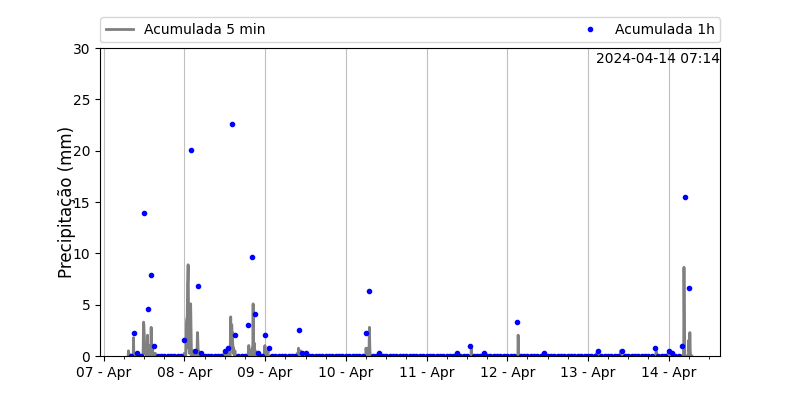 Acumulada 5 min
Acumulada 1h
2024-04-14 07:14
Precipitação (mm)
30
25
20
15
10
5
0
07 - Apr
08 - Apr
09 - Apr
10 - Apr
11 - Apr
12 - Apr
13 - Apr
14 - Apr